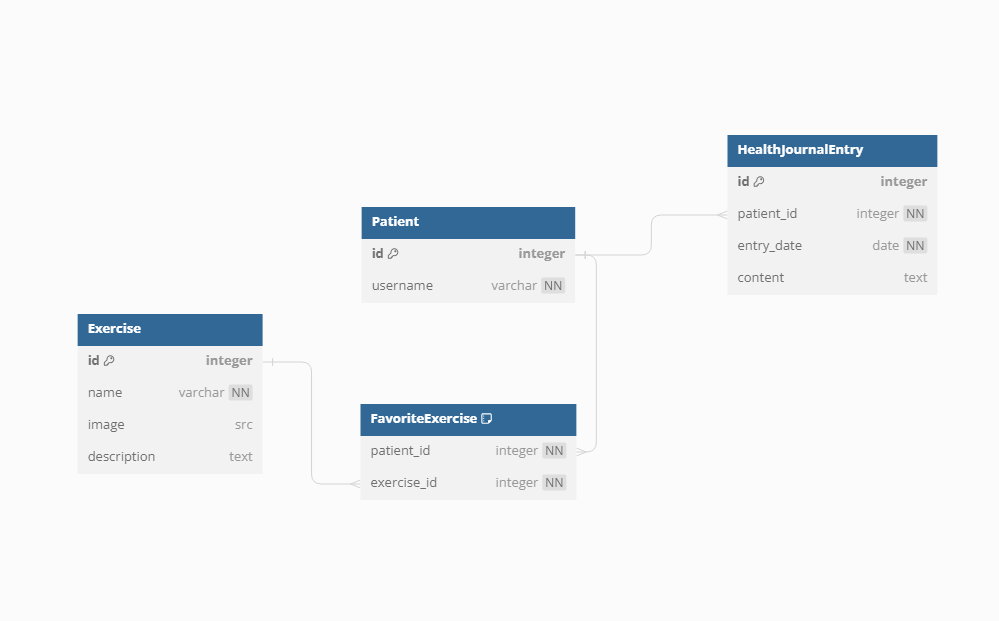 HealthJournalEntry
id integer
patient_id integer NN
entry_date date NN
content text
Patient
id integer
username varchar NN
Exercise
id integer
name varchar NN
image src
description text
FavoriteExercise
patient_id integer NN
exercise_id integer NN